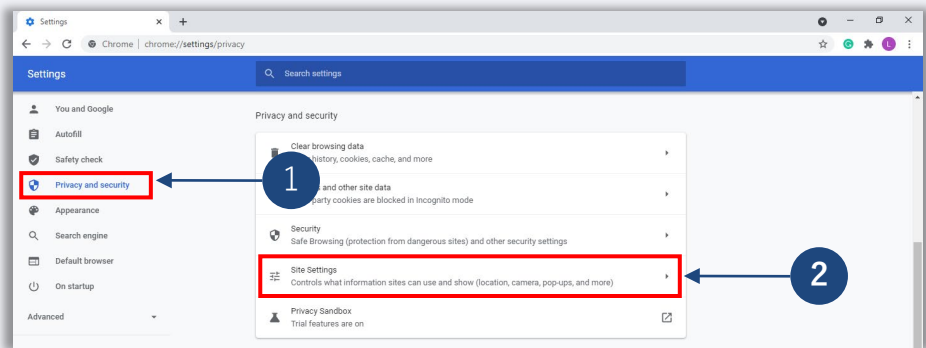 Settings
Chrome | chrome://settings/privacy
L
Settings
Search settings
You and Google
Autofill
Safety check
Privacy and security
Appearance
Search engine
Default browser
On startup
Advanced
Privacy and security
Clear browsing data
history, cookies, cache, and more
and other site data
party cookies are blocked in Incognito mode
Security
Safe Browsing (protection from dangerous sites) and other security settings
Site Settings
Controls what information sites can use and show (location, camera, pop-ups, and more)
Privacy Sandbox
Trial features are on
1
2